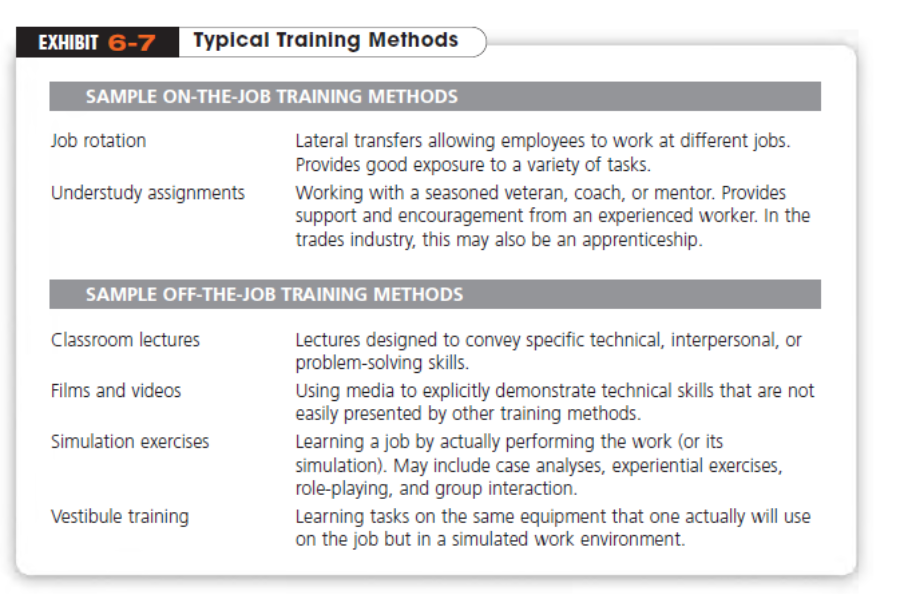 EXHIBIT 6-7 Typical Training Methods
SAMPLE ON-THE-JOB TRAINING METHODS
Job rotation Lateral transfers allowing employees to work at different jobs.
Provides good exposure to a variety of tasks.
Understudy assignments Working with a seasoned veteran, coach, or mentor. Provides
support and encouragement from an experienced worker. In the
trades industry, this may also be an apprenticeship.
SAMPLE OFF-THE-JOB TRAINING METHODS
Classroom lectures Lectures designed to convey specific technical, interpersonal, or
problem-solving skills.
Films and videos Using media to explicitly demonstrate technical skills that are not
easily presented by other training methods.
Simulation exercises Learning a job by actually performing the work (or its
simulation). May include case analyses, experiential exercises,
role-playing, and group interaction.
Vestibule training Learning tasks on the same equipment that one actually will use
on the job but in a simulated work environment.